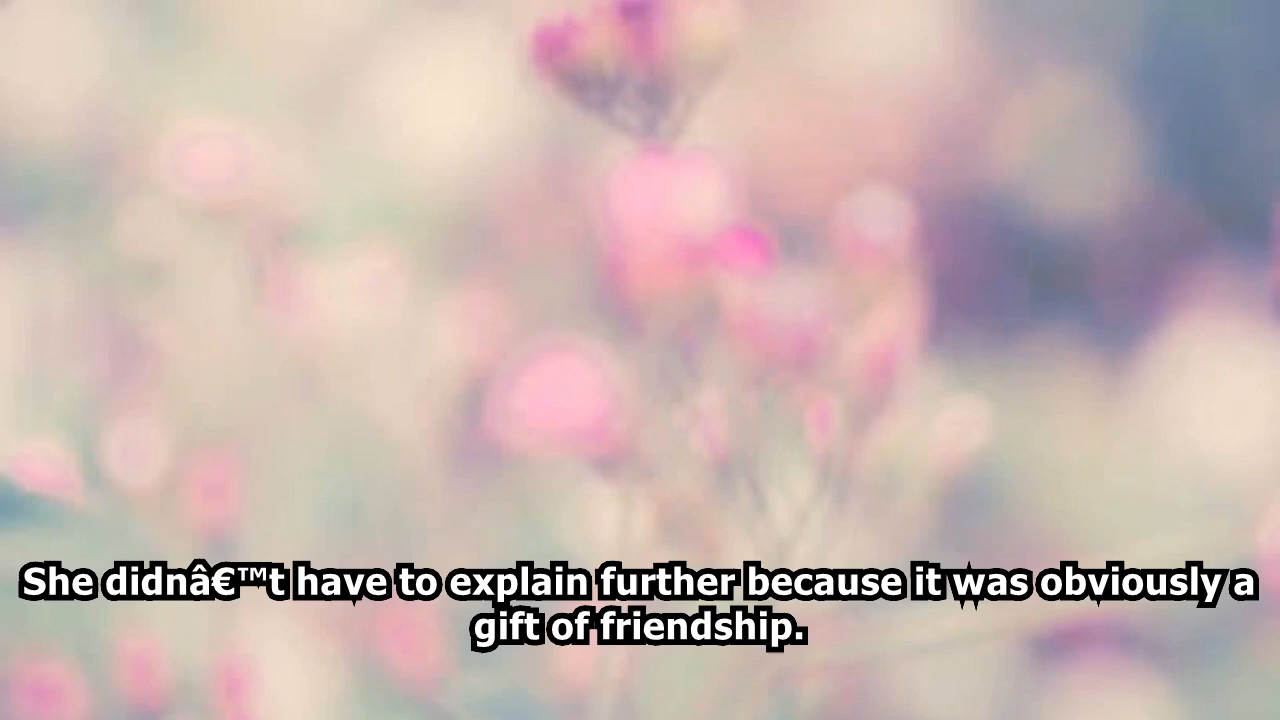 She didnâ€™t have to explain further because it was obviously a
gift of friendship.